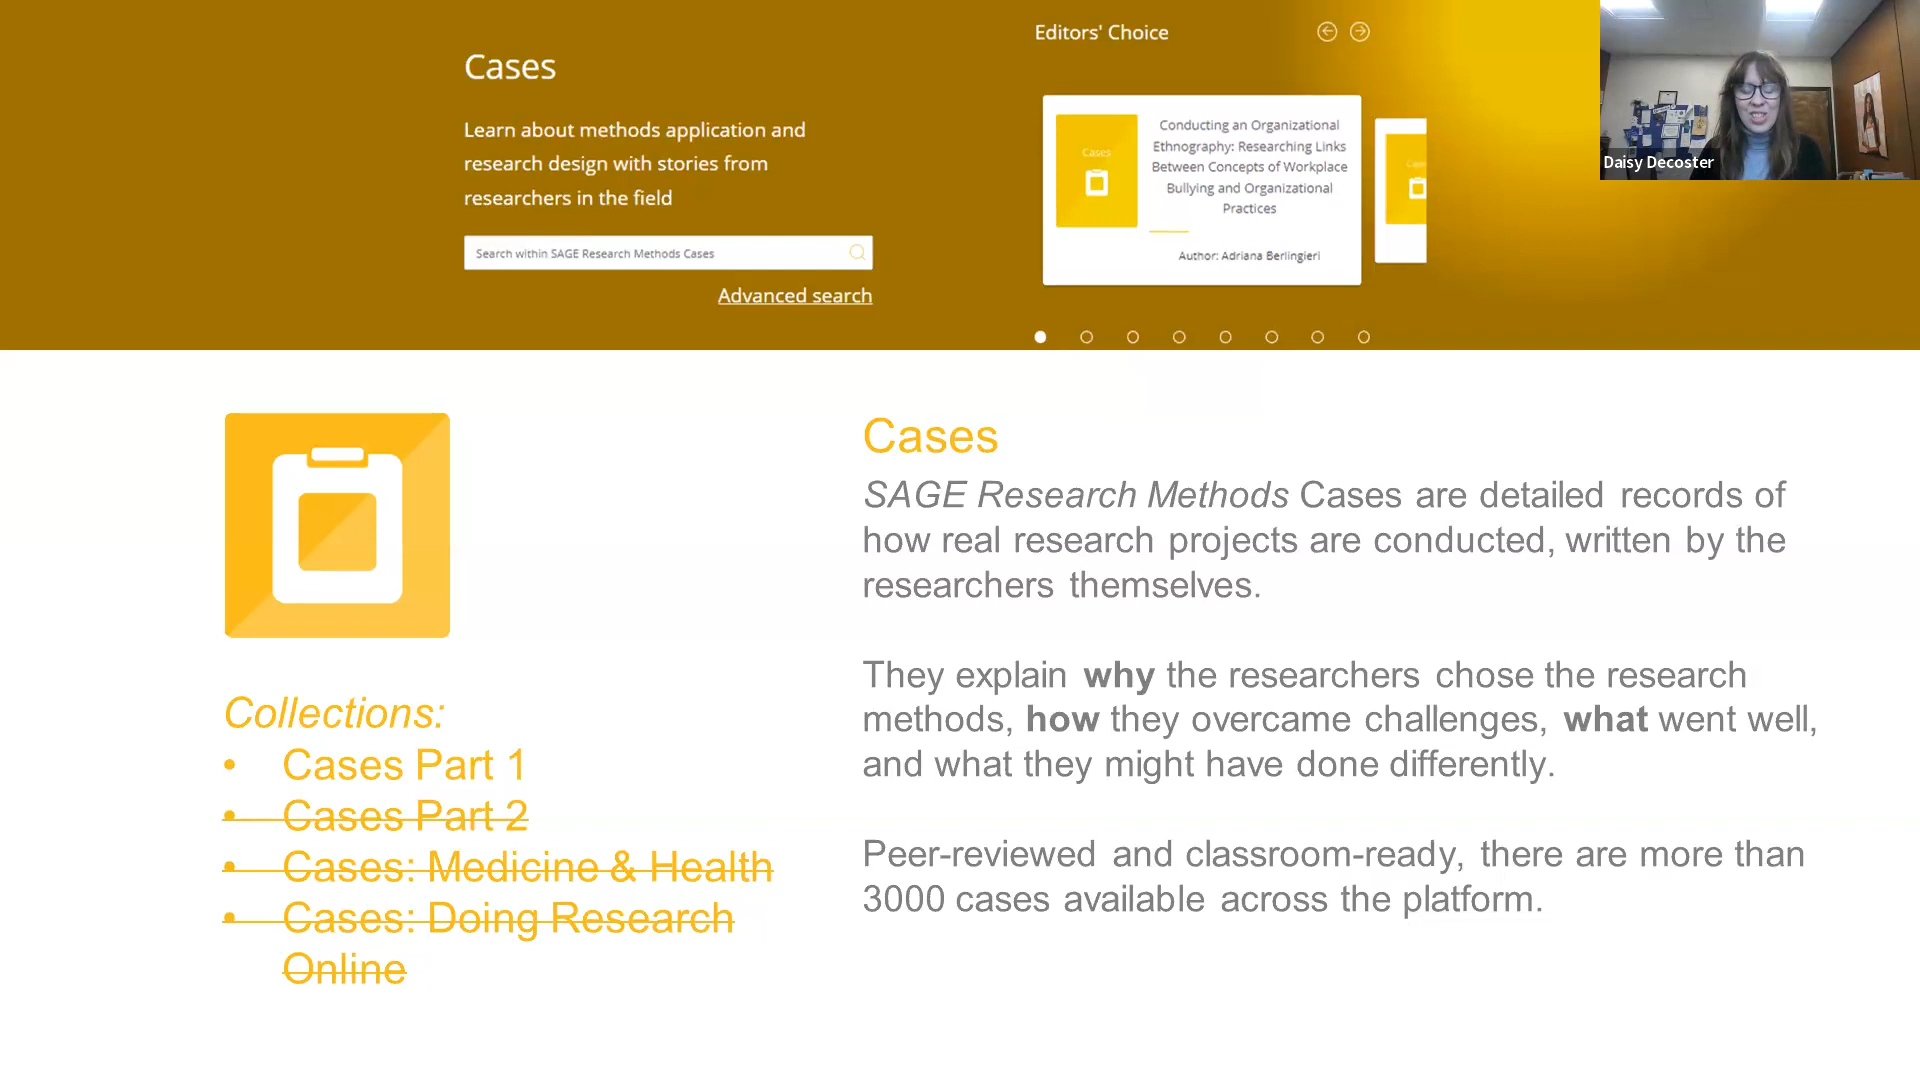 Cases
Learn about methods application and
research design with stories from
researchers in the field
Search within SAGE Research Methods Cases
Advanced search
Editors' Choice
Cases
Conducting an Organizational
Ethnography: Researching Links
Between Concepts of Workplace
Bullying and Organizational
Practices
Author: Adriana Berlingieri
Daisy Decoster
Collections:
• Cases Part 1
• Cases Part 2
• Cases: Medicine & Health
• Cases: Doing Research
Online
Cases
SAGE Research Methods Cases are detailed records of
how real research projects are conducted, written by the
researchers themselves.
They explain why the researchers chose the research
methods, how they overcame challenges, what went well,
and what they might have done differently.
Peer-reviewed and classroom-ready, there are more than
3000 cases available across the platform.